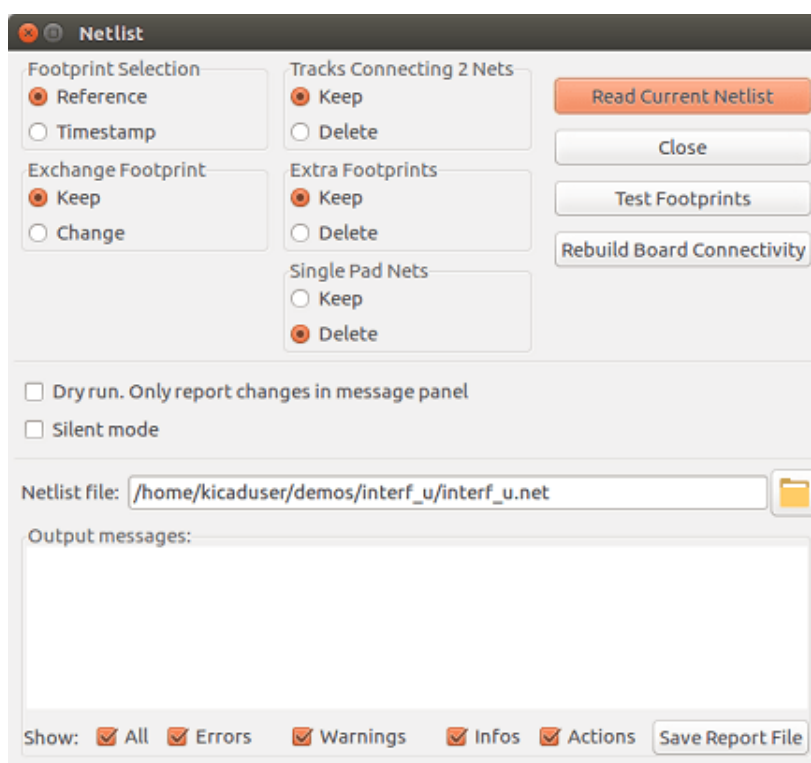 Netlist
Footprint Selection
Reference
Timestamp
Tracks Connecting 2 Nets
Keep
Delete
Read Current Netlist
Close
Exchange Footprint
Keep
Change
Extra Footprints
Keep
Delete
Test Footprints
Rebuild Board Connectivity
Single Pad Nets
Keep
Delete
Dry run. Only report changes in message panel
Silent mode
Netlist file: /home/kicaduser/demos/interf_u/interf_u.net
Output messages:
Show: All Errors Warnings Infos Actions Save Report File